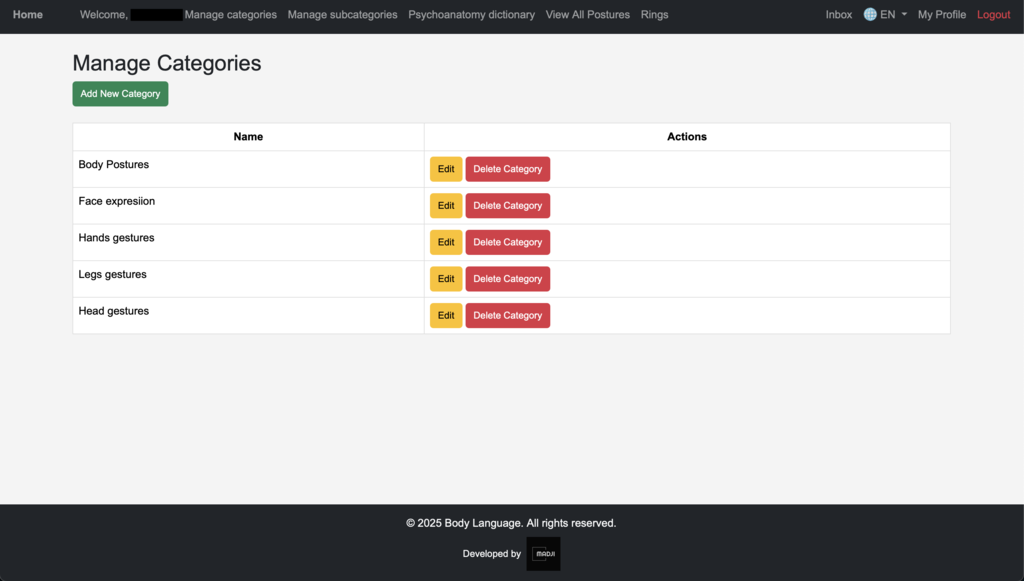 Home Welcome, Manage categories Manage subcategories Psychoanatomy dictionary View All Postures Rings Inbox EN My Profile Logout
Manage Categories
Add New Category
Name Actions
Body Postures Edit Delete Category
Face expresiion Edit Delete Category
Hands gestures Edit Delete Category
Legs gestures Edit Delete Category
Head gestures Edit Delete Category
© 2025 Body Language. All rights reserved.
Developed by MADJI